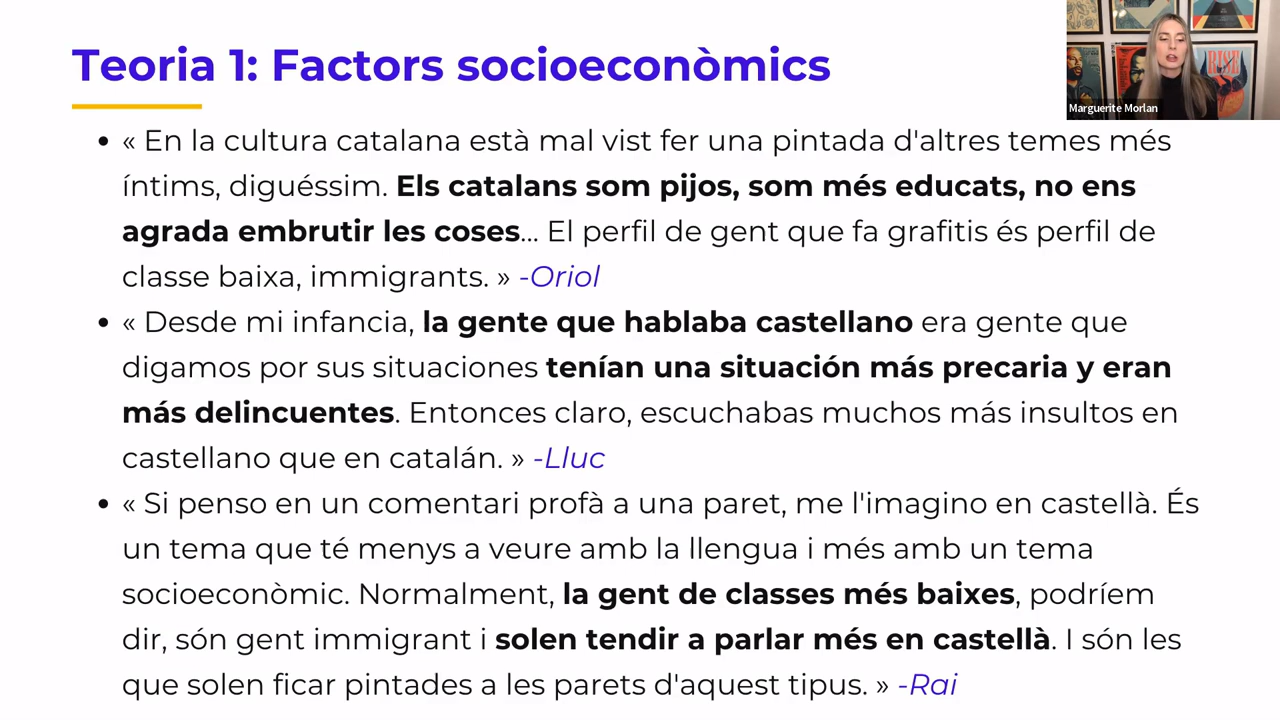 Teoria 1: Factors socioeconòmics
• « En la cultura catalana està mal vist fer una pintada d'altres temes més
íntims, diguéssim. Els catalans som pijos, som més educats, no ens
agrada embrutir les coses... El perfil de gent que fa grafitis és perfil de
classe baixa, immigrants. » -Oriol
• « Desde mi infancia, la gente que hablaba castellano era gente que
digamos por sus situaciones tenían una situación más precaria y eran
más delincuentes. Entonces claro, escuchabas muchos más insultos en
castellano que en catalán. » -Lluc
• « Si penso en un comentari profà a una paret, me l'imagino en castellà. És
un tema que té menys a veure amb la llengua i més amb un tema
socioeconòmic. Normalment, la gent de classes més baixes, podríem
dir, són gent immigrant i solen tendir a parlar més en castellà. I són les
que solen ficar pintades a les parets d'aquest tipus. » -Rai
RISE
Marguerite Morlan